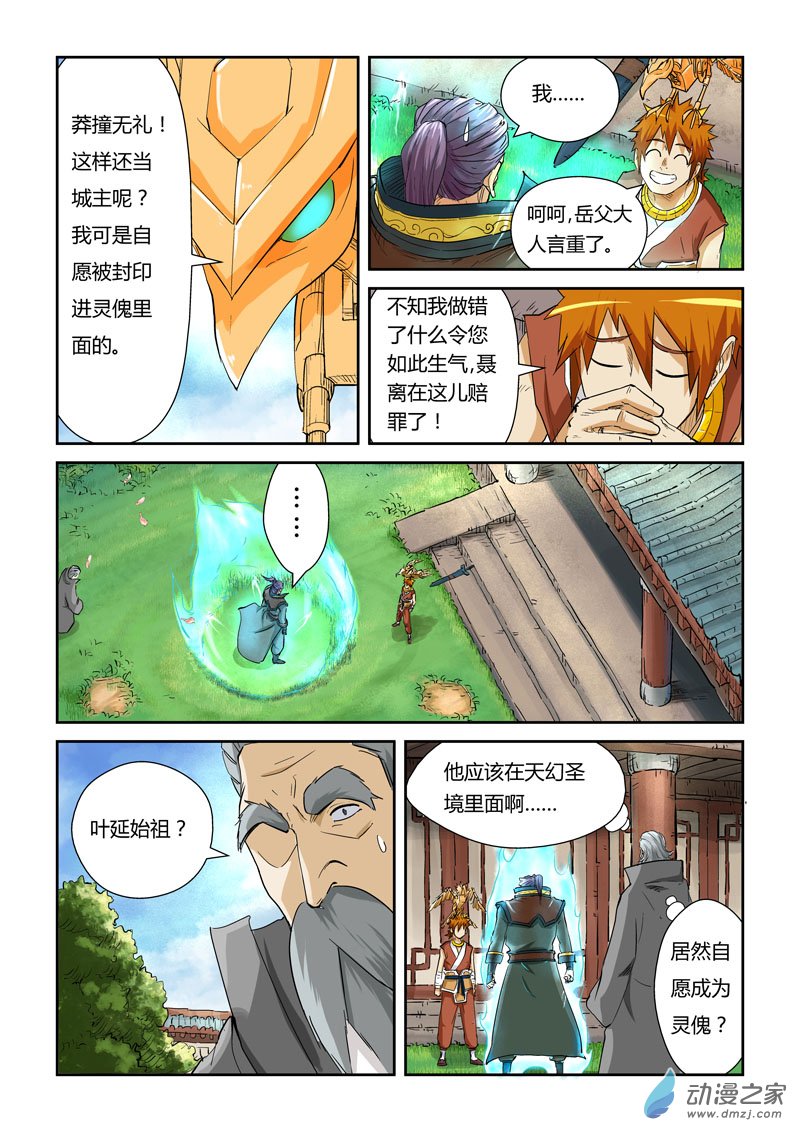 莽撞无礼！
这样还当
城主呢？
我可是自
愿被封印
进灵傀里
面的。
我……
呵呵，岳父大
人言重了。
不知我做错
了什么令您
如此生气，聂
离在这儿赔
罪了！
……
叶延始祖？
他应该在天幻圣
境里面啊……
居然自
愿成为
灵傀？
动漫之家
www.dmzj.com